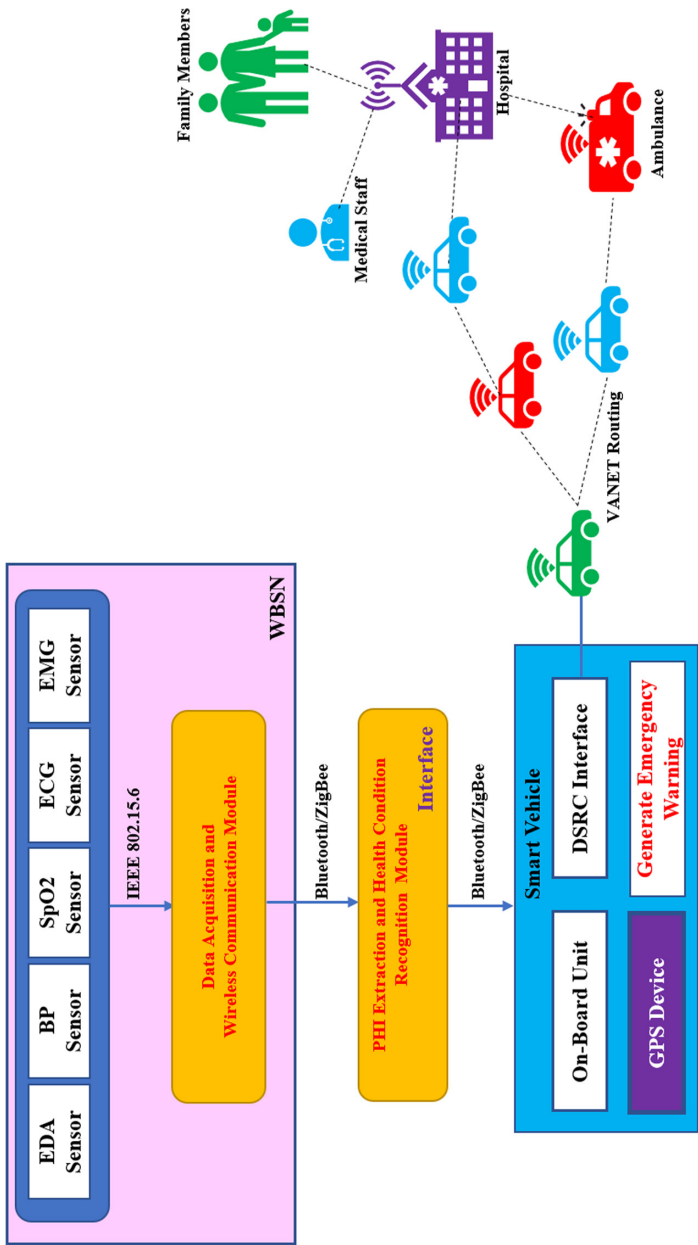 EDA
Sensor
BP
Sensor
SpO2
Sensor
ECG
Sensor
EMG
Sensor
IEEE 802.15.6
Data Acquisition and
Wireless Communication Module
WBSN
Bluetooth/ZigBee
PHI Extraction and Health Condition
Recognition Module
Interface
Bluetooth/ZigBee
Smart Vehicle
On-Board Unit
DSRC Interface
GPS Device
Generate Emergency
Warning
VANET Routing
Medical Staff
Family Members
Hospital
Ambulance